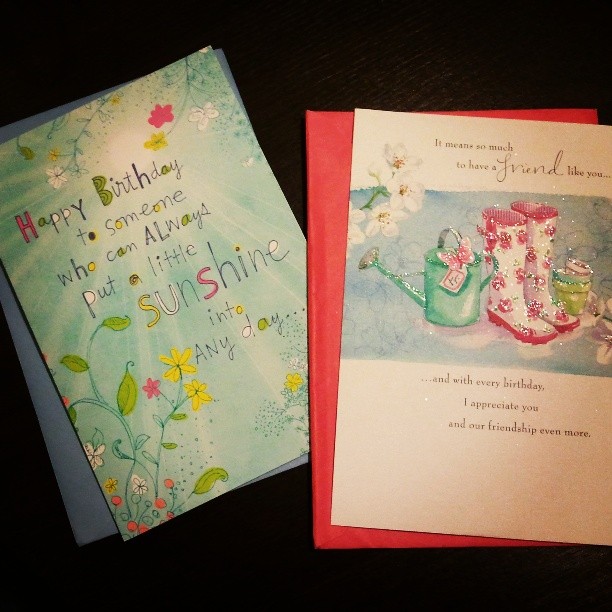 Happy Birthday
to someone
who can ALWAYS
put a little
sunshine
into
ANY day...
It means so much
to have a friend like you...
...and with every birthday,
I appreciate you
and our friendship even more.